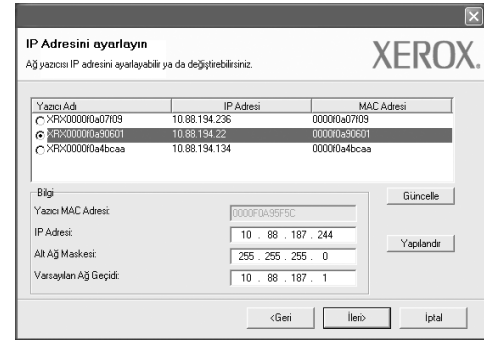 IP Adresini ayarlayın
Ağ yazıcısı IP adresini ayarlayabilir ya da değiştirebilirsiniz.
XEROX.
Yazıcı Adı IP Adresi MAC Adresi
XRX0000f0a07f09 10.88.194.236 0000f0a07f09
XRX0000f0a90601 10.88.194.22 0000f0a90601
XRX0000f0a4bcaa 10.88.194.134 0000f0a4bcaa
Bilgi
Güncelle
Yazıcı MAC Adresi: 0000F0A95F5C
IP Adresi: 10 . 88 . 187 . 244
Yapılandır
Alt Ağ Maskesi: 255 . 255 . 255 . 0
Varsayılan Ağ Geçidi: 10 . 88 . 187 . 1
<Geri İleri> İptal